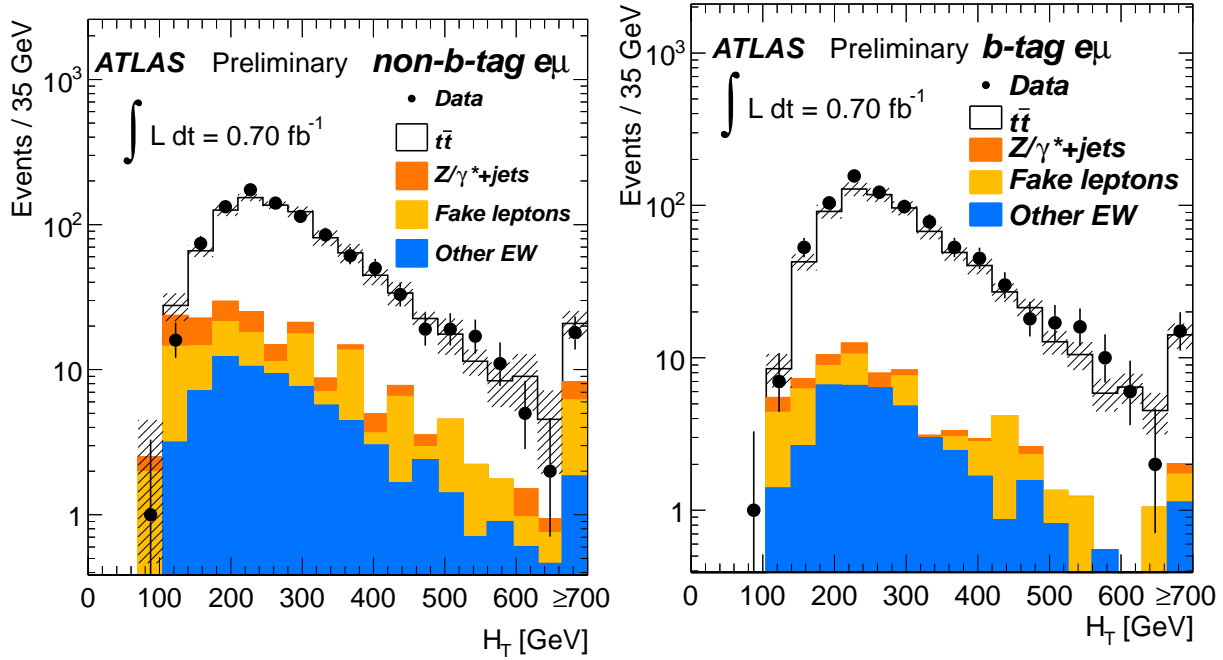 Events / 35 GeV
10³
10²
10
1
ATLAS Preliminary non-b-tag eμ
∫ L dt = 0.70 fb⁻¹
Data
tt̄
Z/γ*+jets
Fake leptons
Other EW
0 100 200 300 400 500 600 ≥700
H_T [GeV]
Events / 35 GeV
10³
10²
10
1
ATLAS Preliminary b-tag eμ
∫ L dt = 0.70 fb⁻¹
Data
tt̄
Z/γ*+jets
Fake leptons
Other EW
0 100 200 300 400 500 600 ≥700
H_T [GeV]